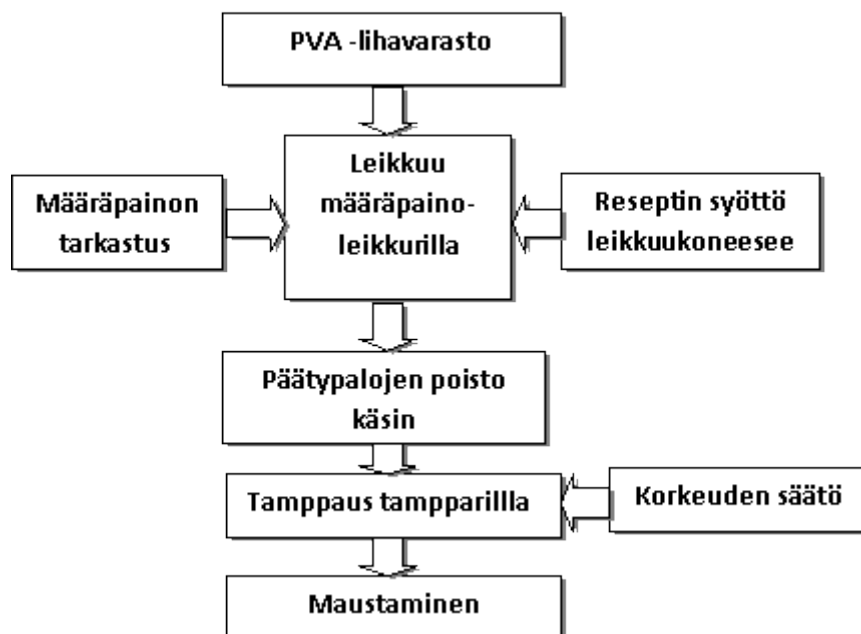 PVA -lihavarasto
Leikkuu
määräpaino-
leikkurilla
Määräpainon
tarkastus
Reseptin syöttö
leikkuukoneesee
Päätypalojen poisto
käsin
Tamppaus tampparillla
Korkeuden säätö
Maustaminen